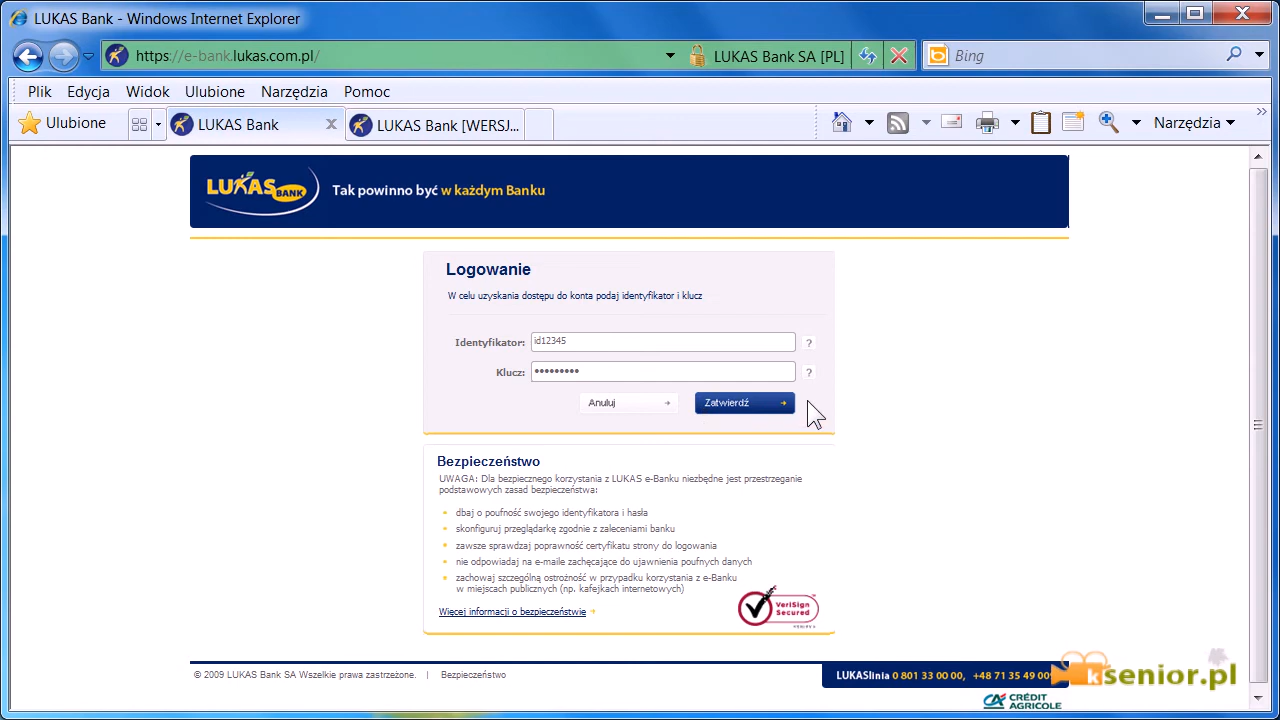 LUKAS Bank - Windows Internet Explorer
https://e-bank.lukas.com.pl/
LUKAS Bank SA [PL]
Bing
Plik Edycja Widok Ulubione Narzędzia Pomoc
Ulubione
LUKAS Bank
LUKAS Bank [WERSJ...
Narzędzia
LUKAS BANK
Tak powinno być w każdym Banku
Logowanie
W celu uzyskania dostępu do konta podaj identyfikator i klucz
Identyfikator: id12345 ?
Klucz: ••••••••• ?
Anuluj Zatwierdź
Bezpieczeństwo
UWAGA: Dla bezpiecznego korzystania z LUKAS e-Banku niezbędne jest przestrzeganie
podstawowych zasad bezpieczeństwa:
dbaj o poufność swojego identyfikatora i hasła
skonfiguruj przeglądarkę zgodnie z zaleceniami banku
zawsze sprawdzaj poprawność certyfikatu strony do logowania
nie odpowiadaj na e-maile zachęcające do ujawnienia poufnych danych
zachowaj szczególną ostrożność w przypadku korzystania z e-Banku
w miejscach publicznych (np. kafejkach internetowych)
Więcej informacji o bezpieczeństwie
VeriSign
Secured
© 2009 LUKAS Bank SA Wszelkie prawa zastrzeżone. | Bezpieczeństwo
LUKASlinia 0 801 33 00 00, +48 71 35 49 00
ksenior.pl
CRÉDIT
AGRICOLE